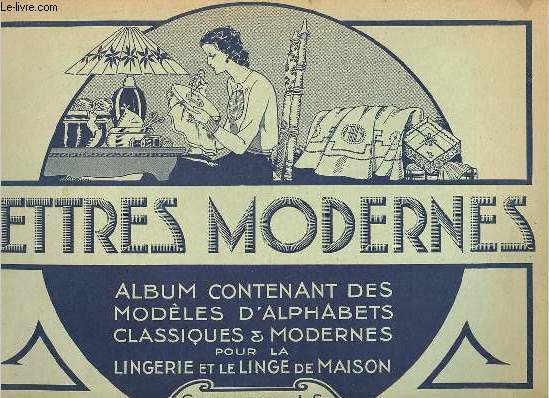 Le-livre.com
ETTRES MODERNES
ALBUM CONTENANT DES
MODÈLES D'ALPHABETS
CLASSIQUES & MODERNES
POUR LA
LINGERIE ET LE LINGE DE MAISON